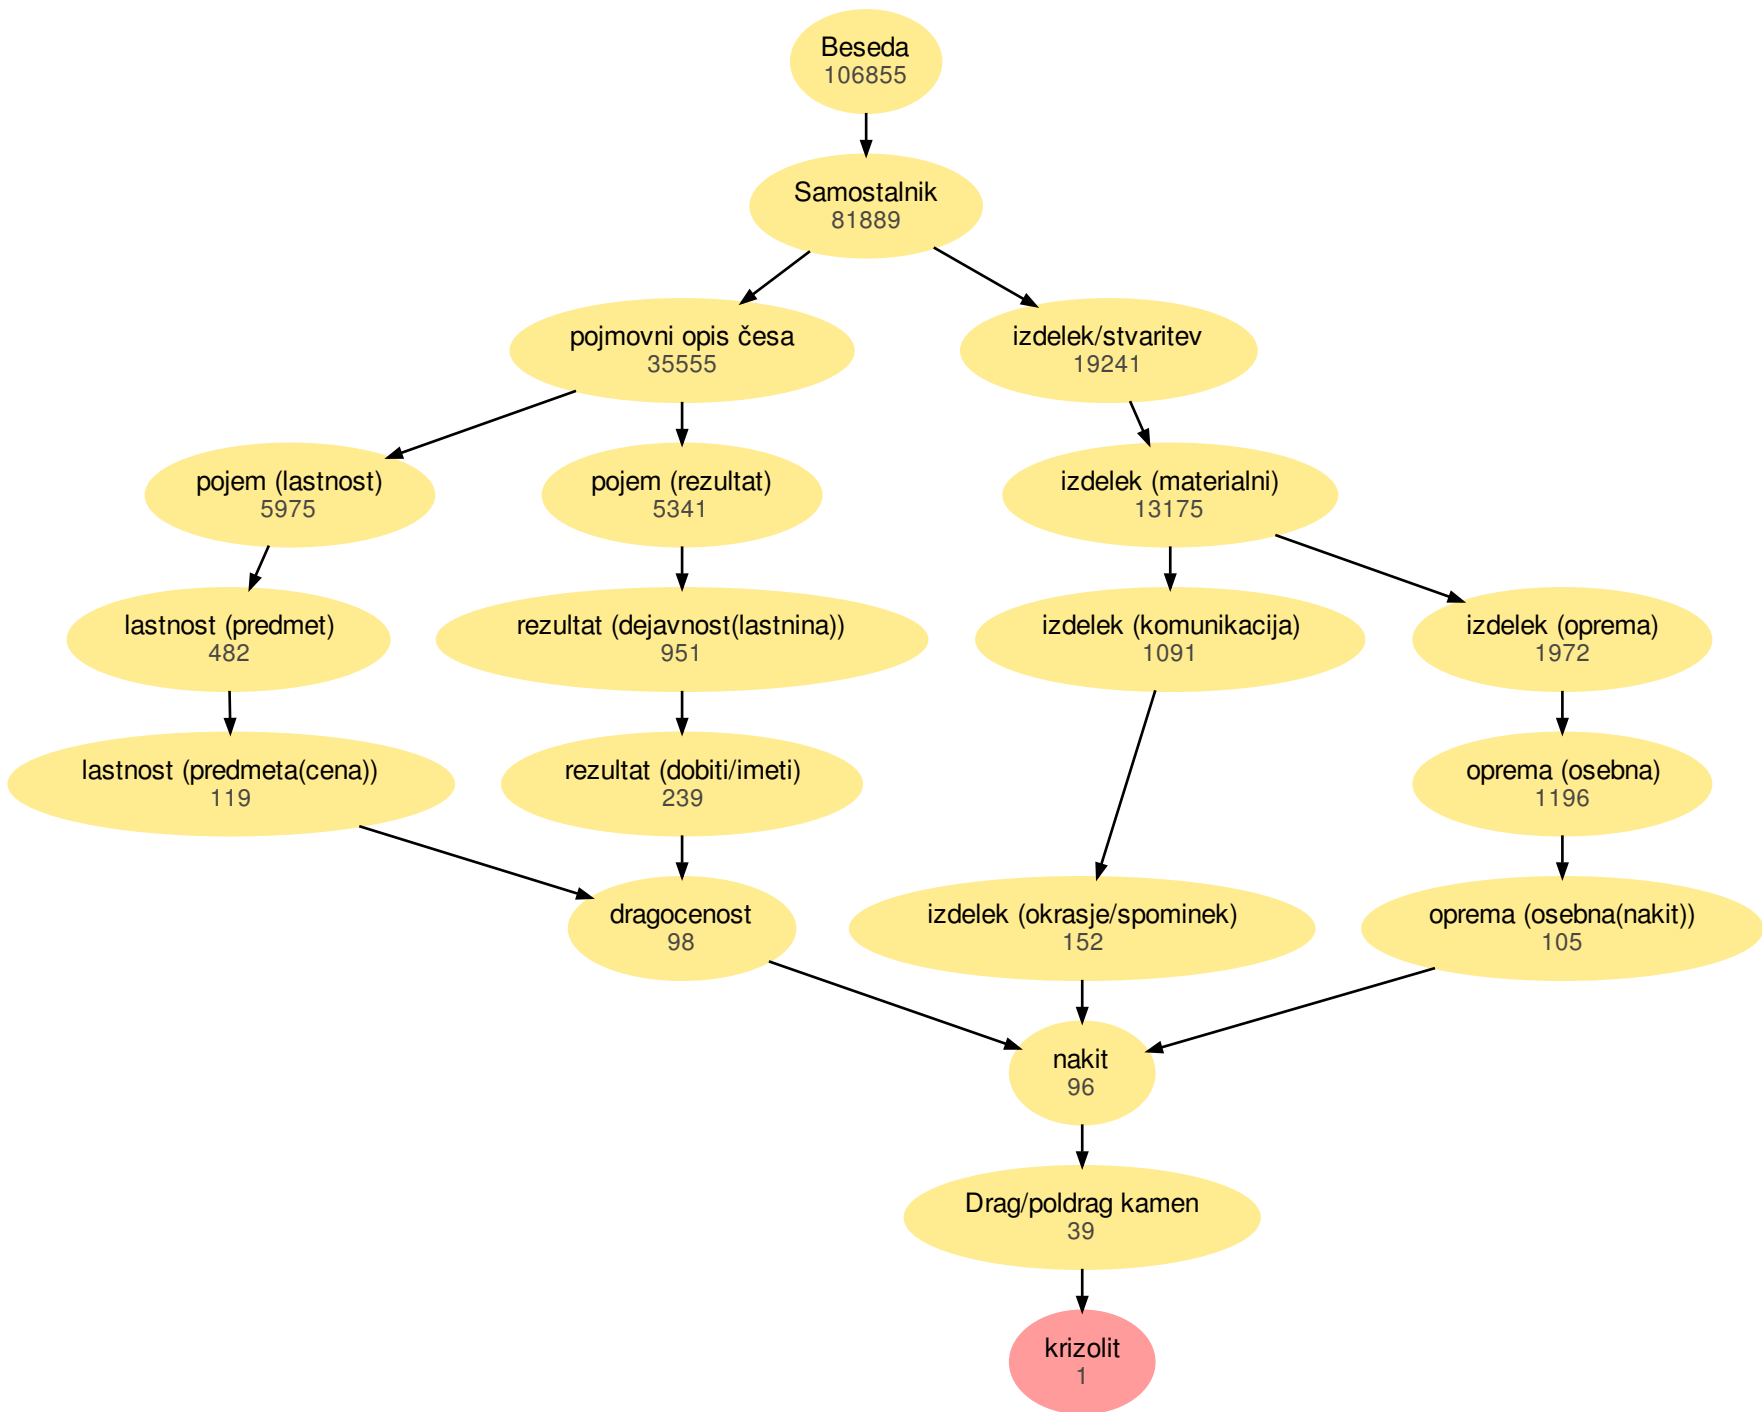 Beseda
106855
Samostalnik
81889
pojmovni opis česa
35555
izdelek/stvaritev
19241
pojem (lastnost)
5975
pojem (rezultat)
5341
izdelek (materialni)
13175
lastnost (predmet)
482
rezultat (dejavnost(lastnina))
951
izdelek (komunikacija)
1091
izdelek (oprema)
1972
lastnost (predmeta(cena))
119
rezultat (dobiti/imeti)
239
oprema (osebna)
1196
dragocenost
98
izdelek (okrasje/spominek)
152
oprema (osebna(nakit))
105
nakit
96
Drag/poldrag kamen
39
krizolit
1